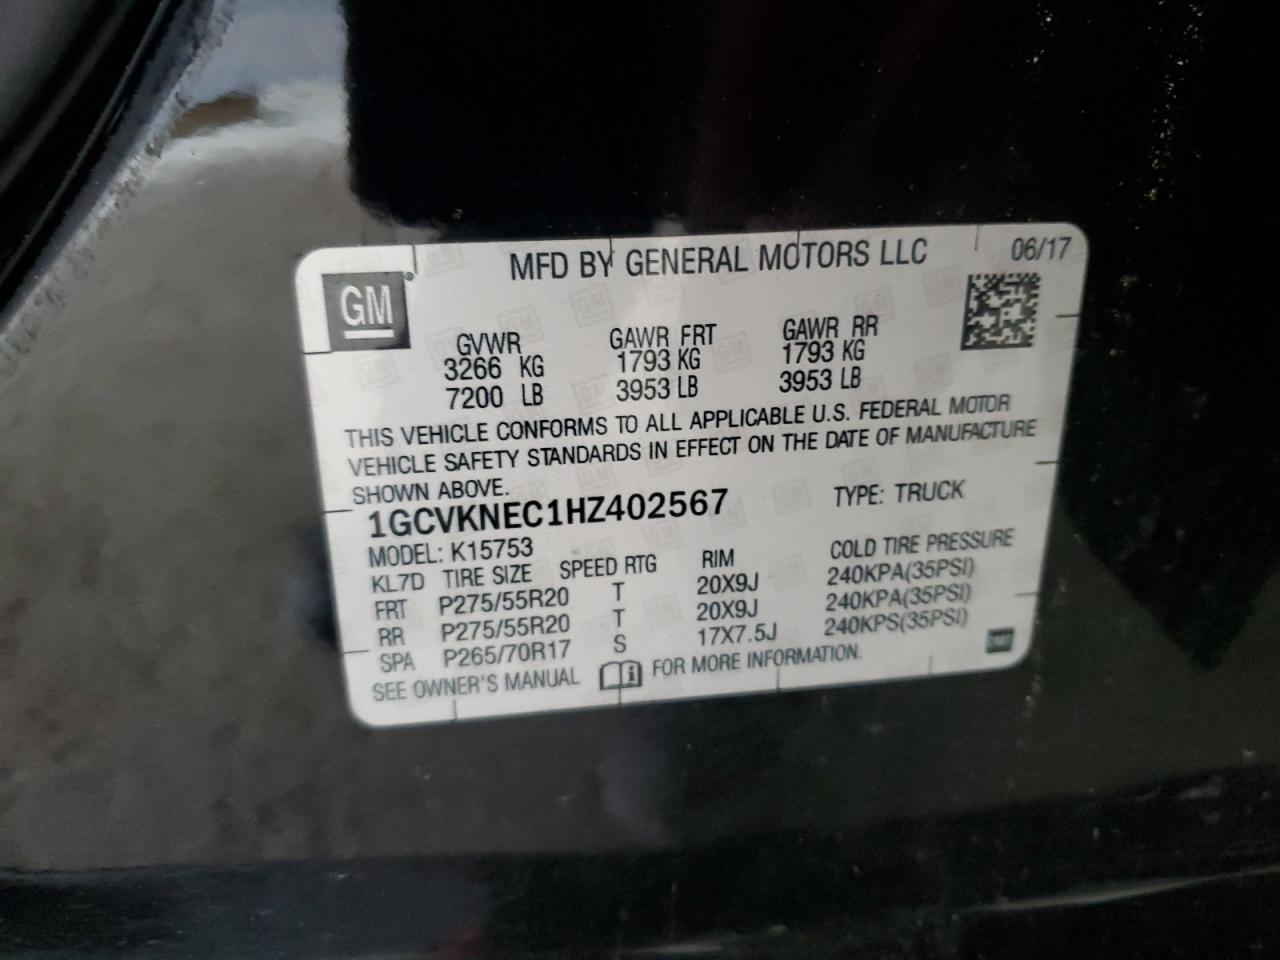 MFD BY GENERAL MOTORS LLC 06/17
GM
GVWR GAWR FRT GAWR RR
3266 KG 1793 KG 1793 KG
7200 LB 3953 LB 3953 LB
THIS VEHICLE CONFORMS TO ALL APPLICABLE U.S. FEDERAL MOTOR
VEHICLE SAFETY STANDARDS IN EFFECT ON THE DATE OF MANUFACTURE
SHOWN ABOVE.
1GCVKNEC1HZ402567 TYPE: TRUCK
MODEL: K15753
KL7D TIRE SIZE SPEED RTG RIM COLD TIRE PRESSURE
FRT P275/55R20 T 20X9J 240KPA(35PSI)
RR P275/55R20 T 20X9J 240KPA(35PSI)
SPA P265/70R17 S 17X7.5J 240KPS(35PSI)
SEE OWNER'S MANUAL FOR MORE INFORMATION.